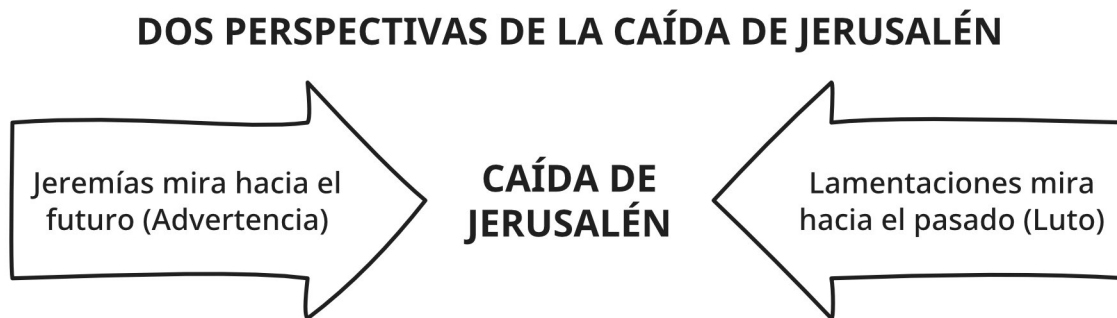 DOS PERSPECTIVAS DE LA CAÍDA DE JERUSALÉN
Jeremías mira hacia el
futuro (Advertencia)
CAÍDA DE
JERUSALÉN
Lamentaciones mira
hacia el pasado (Luto)